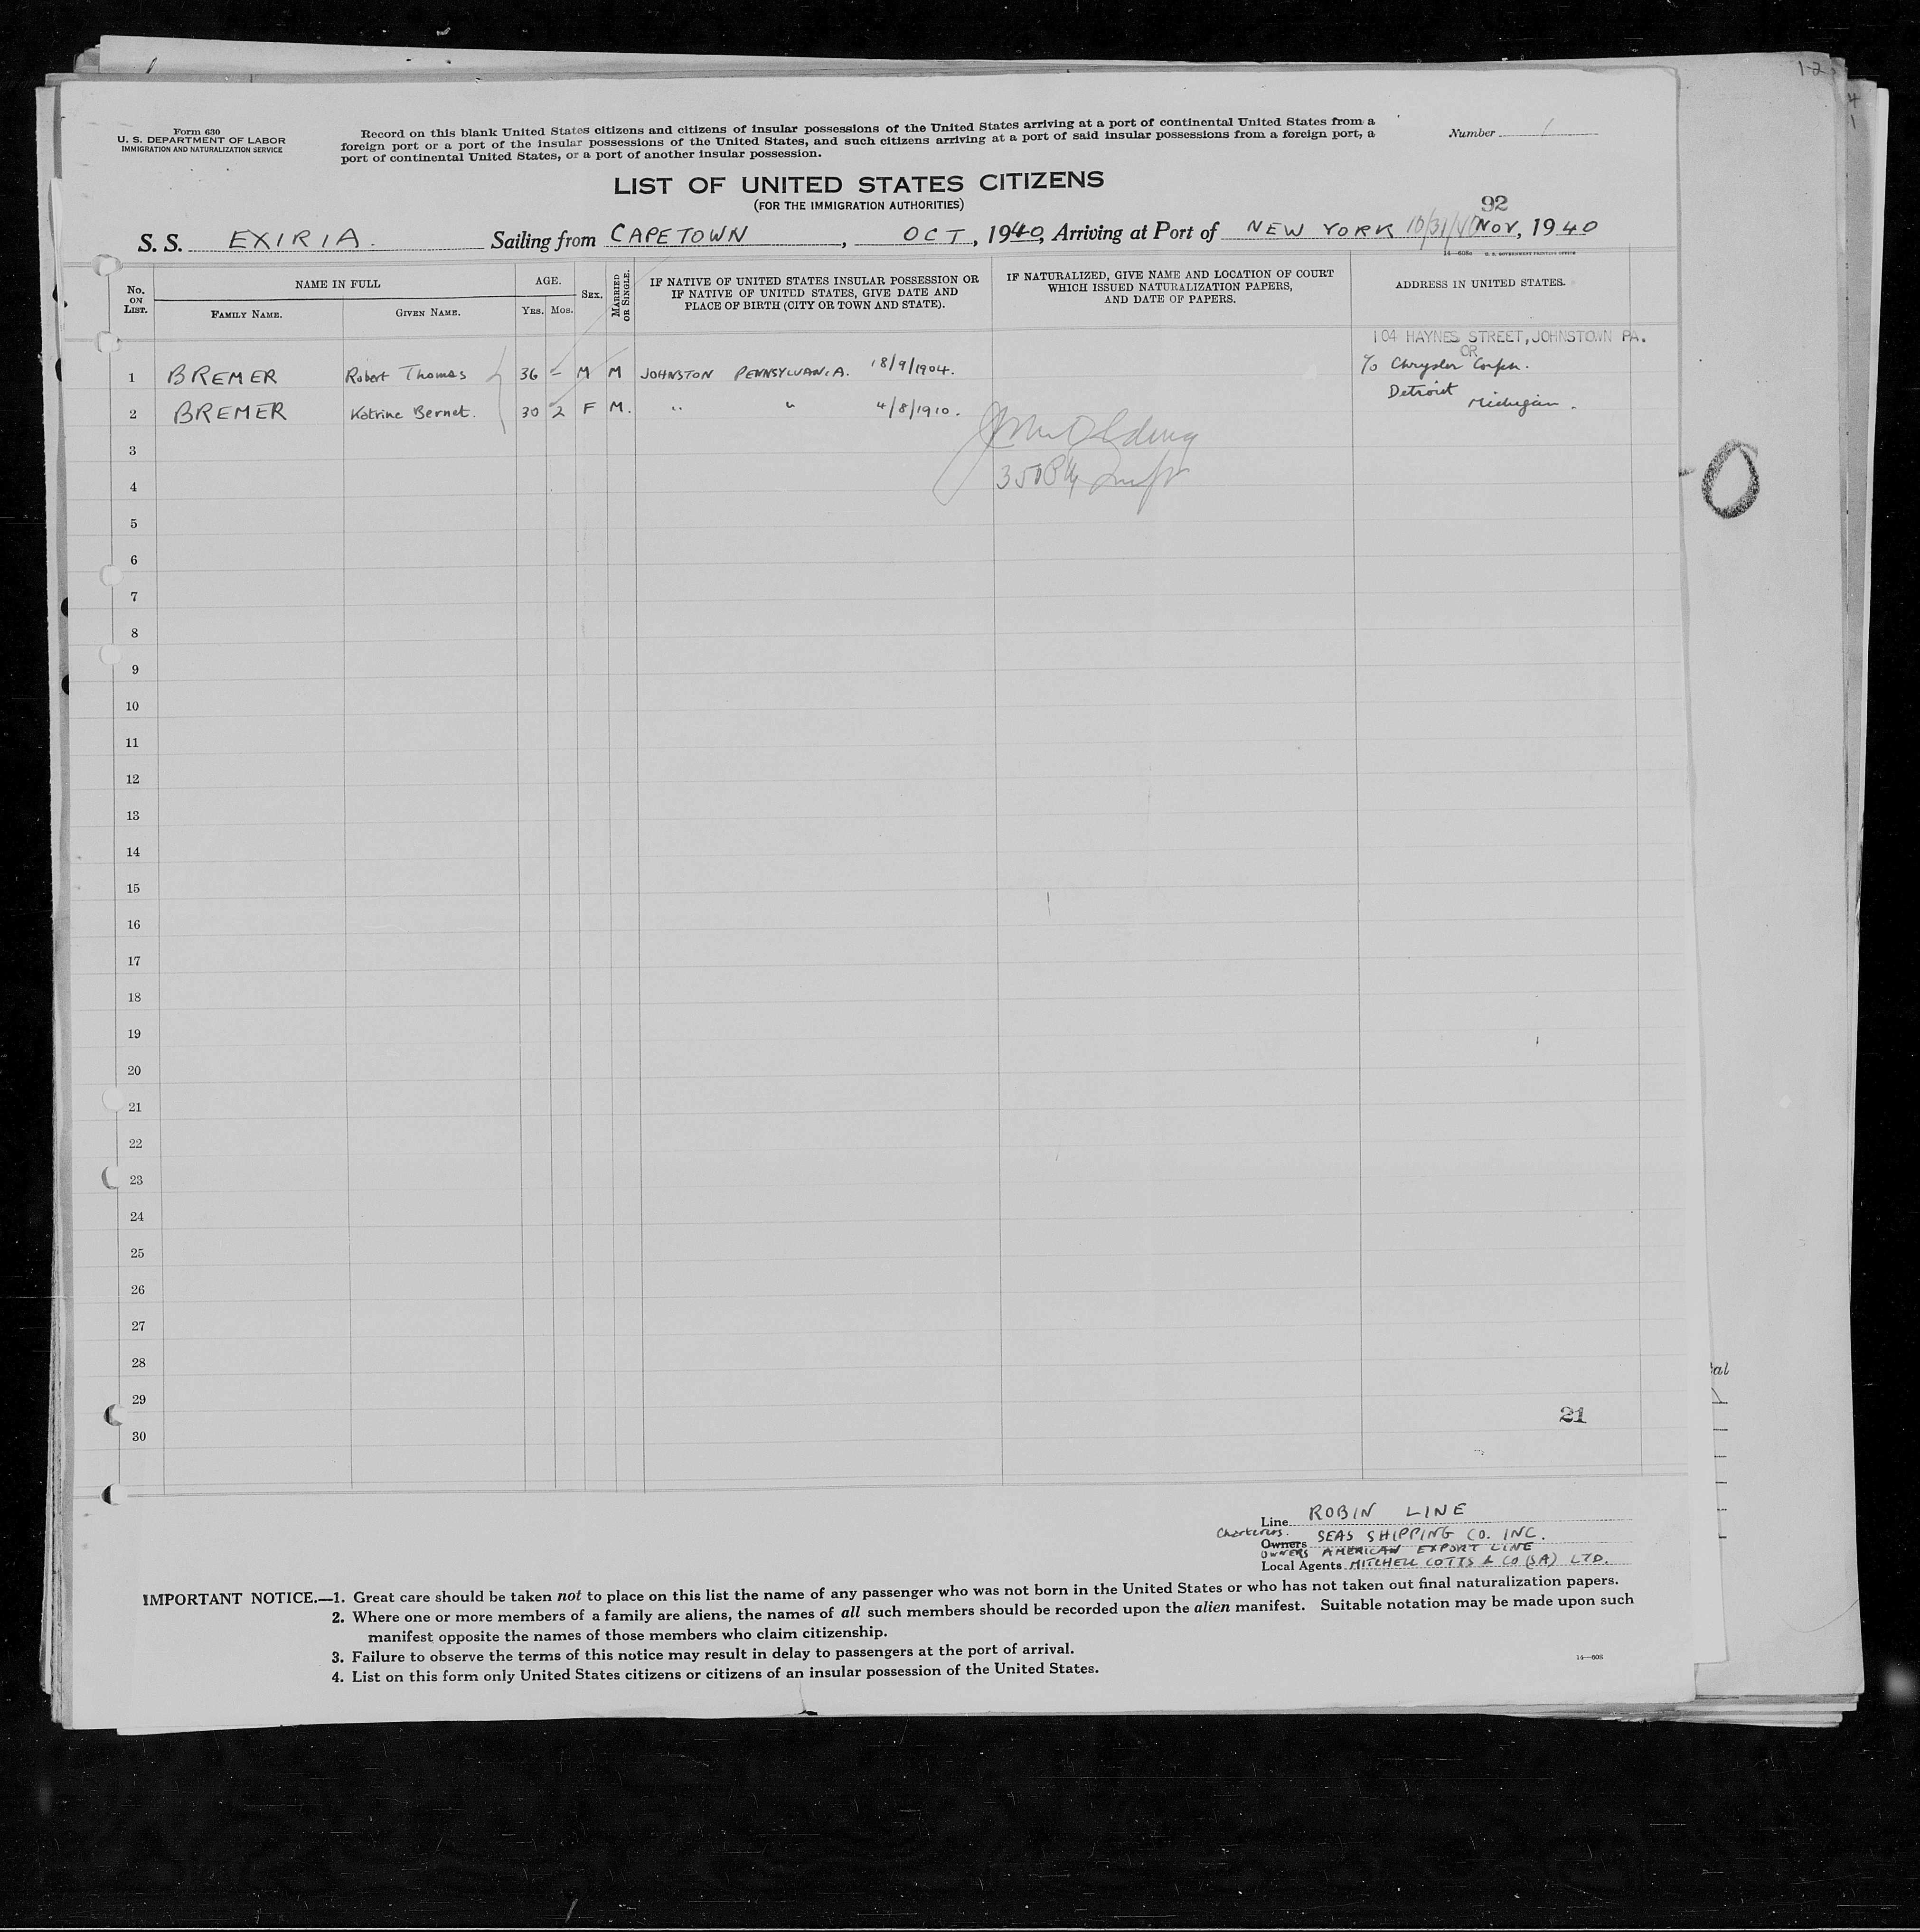 1-2
Form 630
U. S. DEPARTMENT OF LABOR
IMMIGRATION AND NATURALIZATION SERVICE
Record on this blank United States citizens and citizens of insular possessions of the United States arriving at a port of continental United States from a
foreign port or a port of the insular possessions of the United States, and such citizens arriving at a port of said insular possessions from a foreign port, a
port of continental United States, or a port of another insular possession.
Number 1
LIST OF UNITED STATES CITIZENS
(FOR THE IMMIGRATION AUTHORITIES)
92
S. S. EXIRIA. Sailing from CAPETOWN, OCT, 1940, Arriving at Port of NEW YORK 10/31/40 NOV, 1940
14—608c U. S. GOVERNMENT PRINTING OFFICE
No. ON LIST. NAME IN FULL AGE. SEX. MARRIED OR SINGLE. IF NATIVE OF UNITED STATES INSULAR POSSESSION OR IF NATIVE OF UNITED STATES, GIVE DATE AND PLACE OF BIRTH (CITY OR TOWN AND STATE). IF NATURALIZED, GIVE NAME AND LOCATION OF COURT WHICH ISSUED NATURALIZATION PAPERS, AND DATE OF PAPERS. ADDRESS IN UNITED STATES.
FAMILY NAME. GIVEN NAME. YRS. MOS.
104 HAYNES STREET, JOHNSTOWN PA.
OR
1 BREMER Robert Thomas 36 – M M JOHNSTON PENNSYLVANIA. 18/9/1904. c/o Chrysler Corpn.
Detroit
2 BREMER Katrine Bernet. 30 2 F M. " " 4/8/1910. Michigan.
3
4
5
6
7
8
9
10
11
12
13
14
15
16
17
18
19
20
21
22
23
24
25
26
27
28
29
21
30
Line ROBIN LINE
Charterers. Owners SEAS SHIPPING CO. INC.
OWNERS AMERICAN EXPORT LINE
Local Agents MITCHELL COTTS & CO (SA) LTD.
IMPORTANT NOTICE.—1. Great care should be taken not to place on this list the name of any passenger who was not born in the United States or who has not taken out final naturalization papers.
2. Where one or more members of a family are aliens, the names of all such members should be recorded upon the alien manifest. Suitable notation may be made upon such
manifest opposite the names of those members who claim citizenship.
3. Failure to observe the terms of this notice may result in delay to passengers at the port of arrival.
4. List on this form only United States citizens or citizens of an insular possession of the United States.
14—608